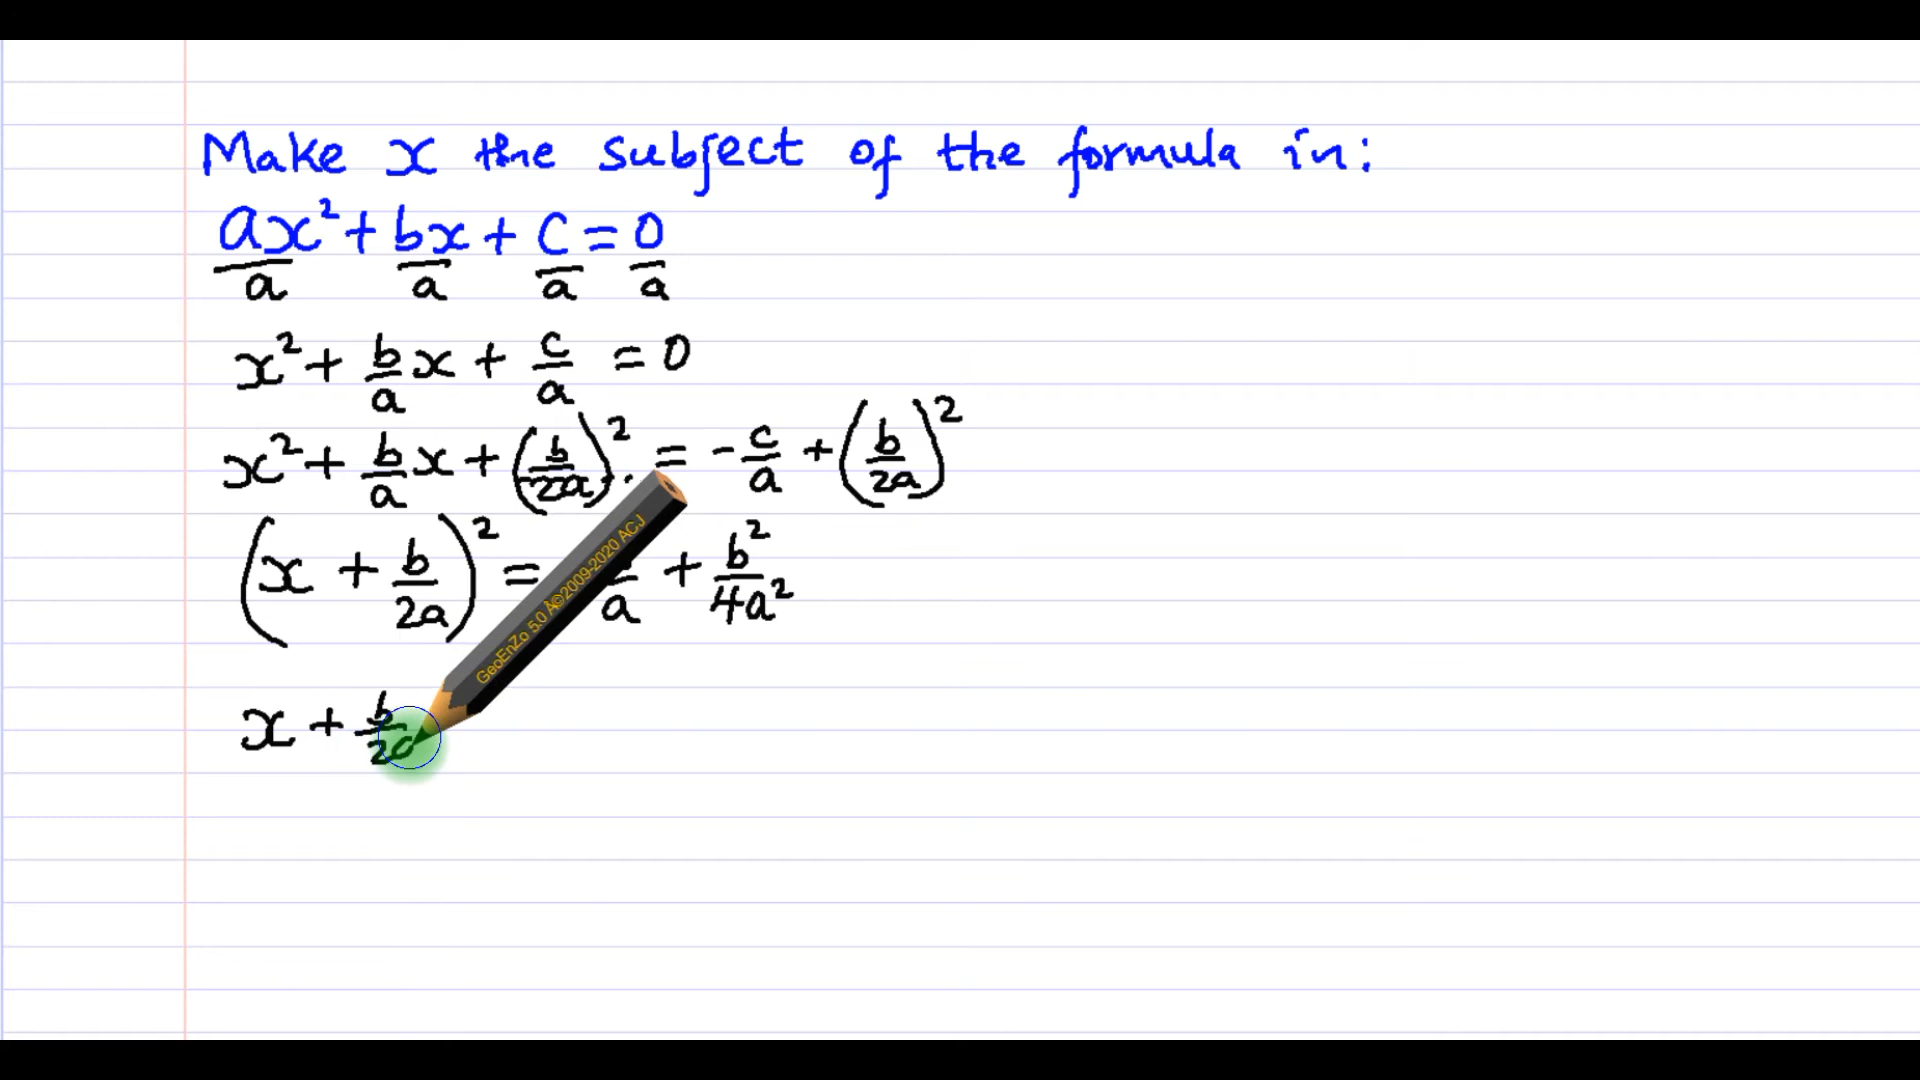 Make x the subject of the formula in:
ax² + bx + c = 0
a a a a
x² + b/a x + c/a = 0
x² + b/a x + (b/2a)² = - c/a + (b/2a)²
(x + b/2a)² = /a + b²/4a²
x + b/2a
GeoEnZo 5.0 Â©2009-2020 ACJ